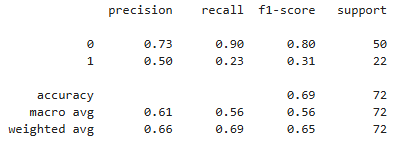 precision recall f1-score support
0 0.73 0.90 0.80 50
1 0.50 0.23 0.31 22
accuracy 0.69 72
macro avg 0.61 0.56 0.56 72
weighted avg 0.66 0.69 0.65 72